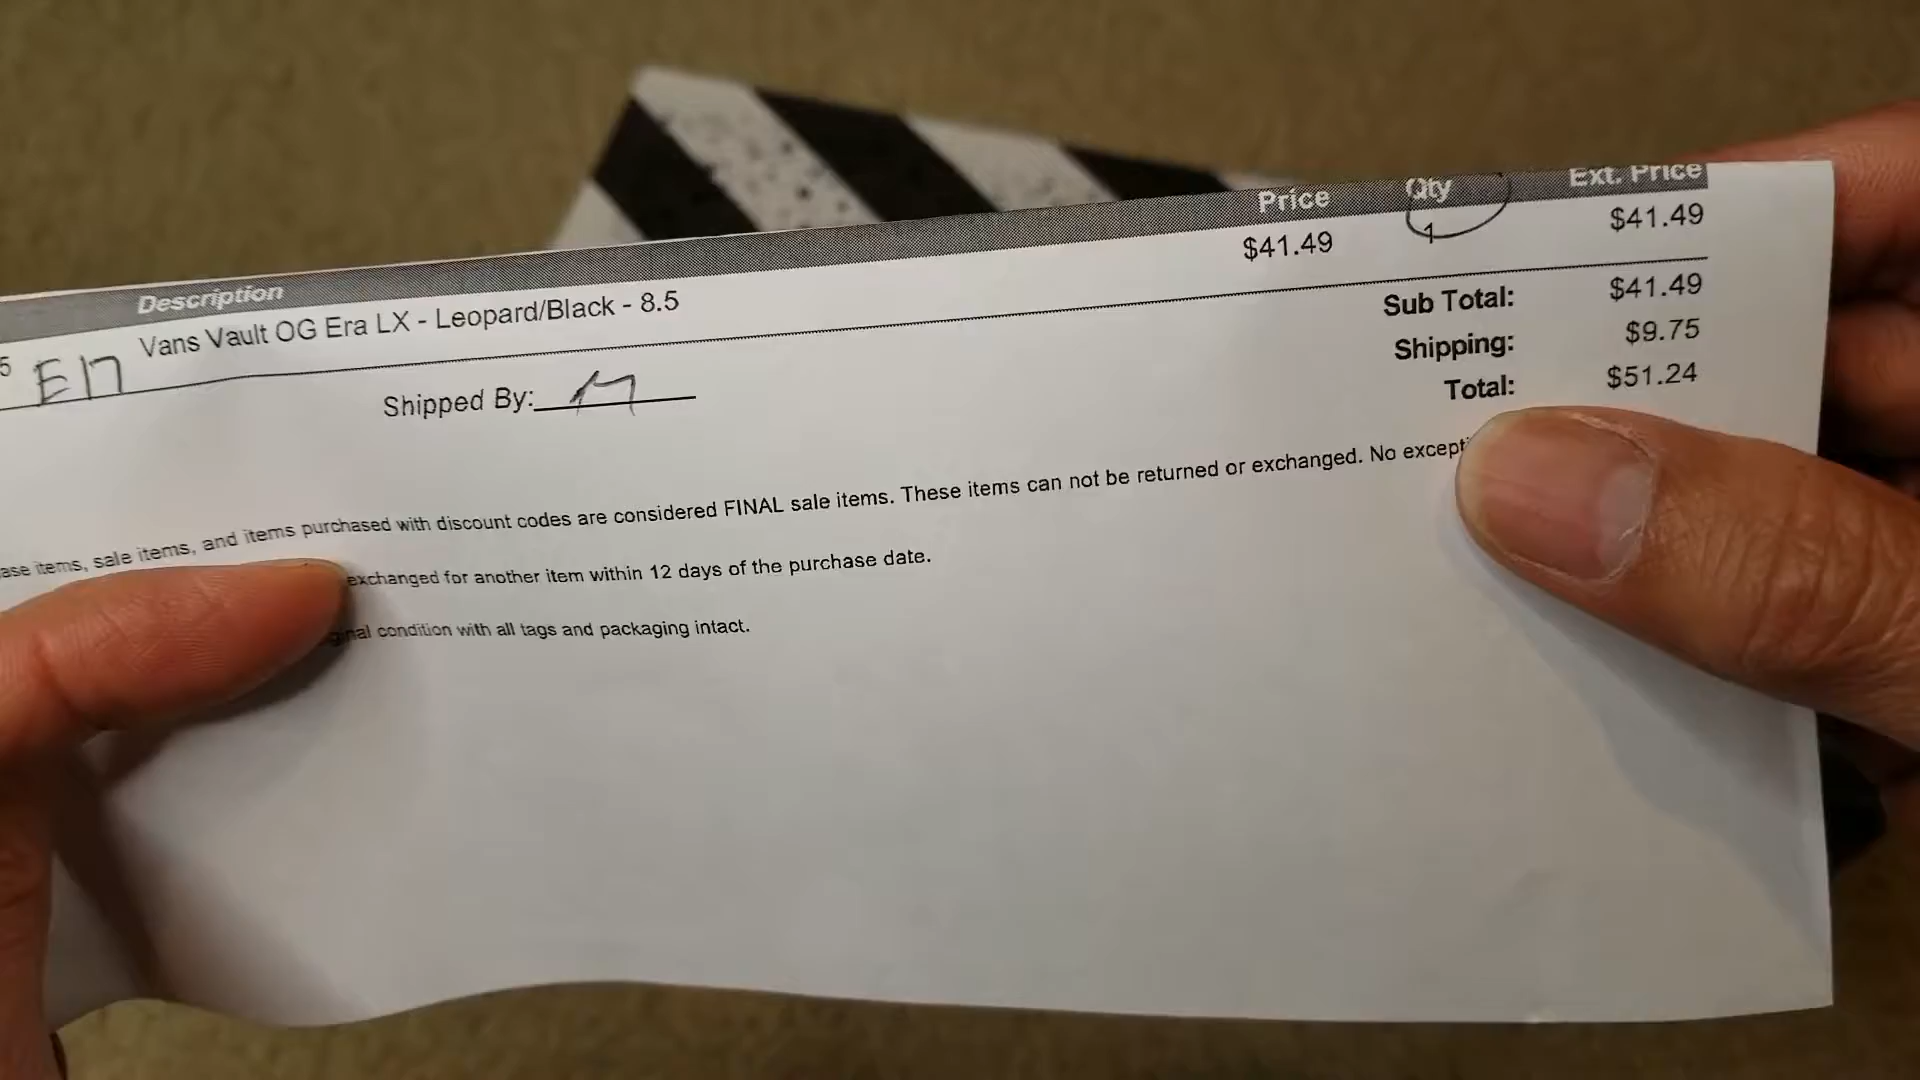 Description Price Qty Ext. Price
5 E17 Vans Vault OG Era LX - Leopard/Black - 8.5 $41.49 1 $41.49
Sub Total: $41.49
Shipping: $9.75
Total: $51.24
Shipped By:
items, sale items, and items purchased with discount codes are considered FINAL sale items. These items can not be returned or exchanged. No
exchanged for another item within 12 days of the purchase date.
condition with all tags and packaging intact.